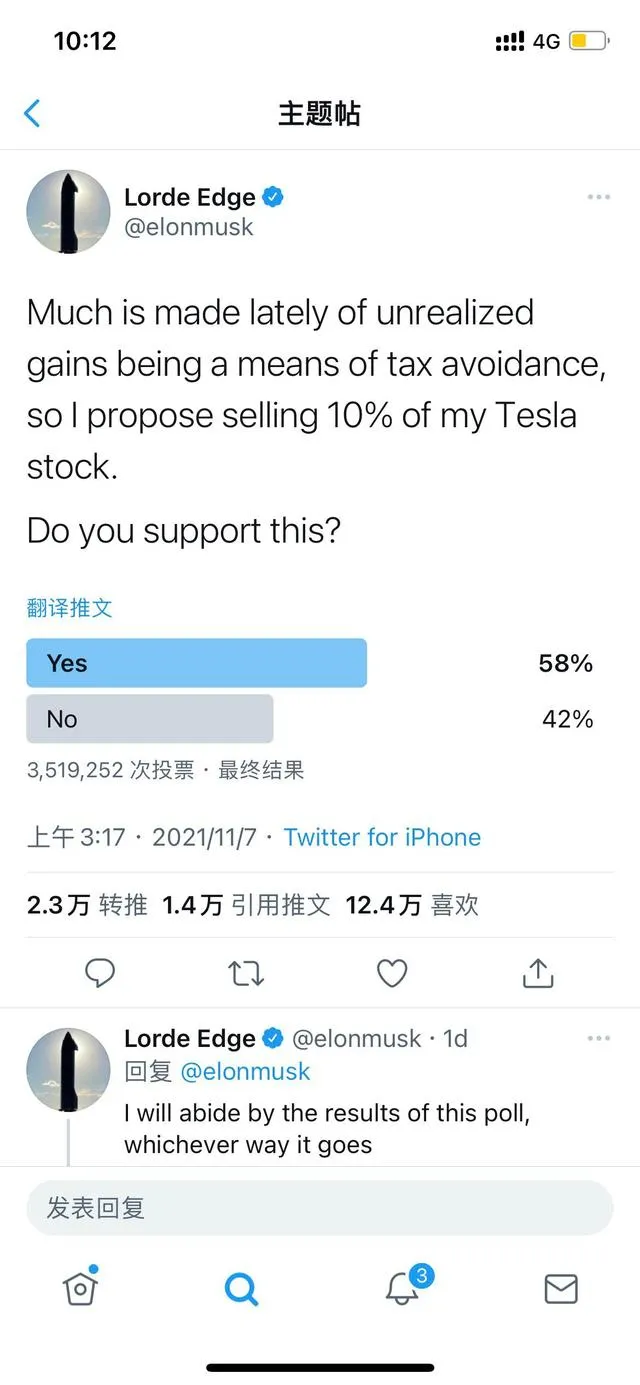 10:12
4G
主题帖
Lorde Edge
@elonmusk
Much is made lately of unrealized
gains being a means of tax avoidance,
so I propose selling 10% of my Tesla
stock.
Do you support this?
翻译推文
Yes 58%
No 42%
3,519,252 次投票 · 最终结果
上午 3:17 · 2021/11/7 · Twitter for iPhone
2.3万 转推 1.4万 引用推文 12.4万 喜欢
Lorde Edge @elonmusk · 1d
回复 @elonmusk
I will abide by the results of this poll,
whichever way it goes
发表回复
3